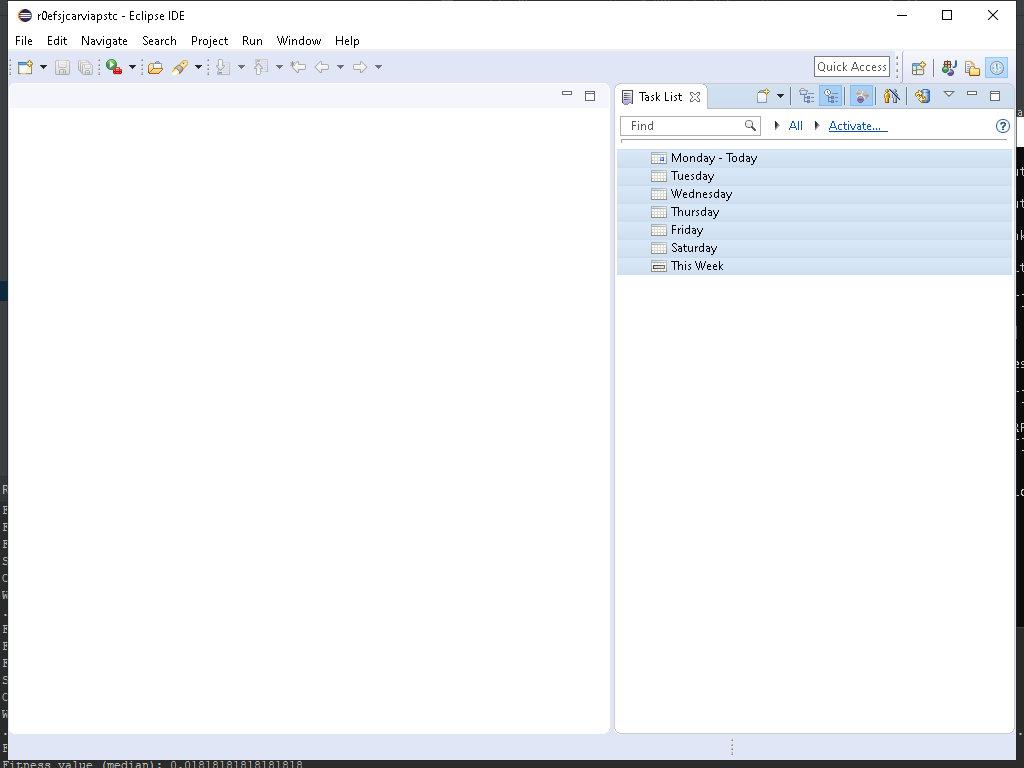 r0efsjcarviapstc - Eclipse IDE
File Edit Navigate Search Project Run Window Help
Quick Access
Task List
Find
All
Activate...
Monday - Today
Tuesday
Wednesday
Thursday
Friday
Saturday
This Week
Fitness value (median): 0.01818181818181818